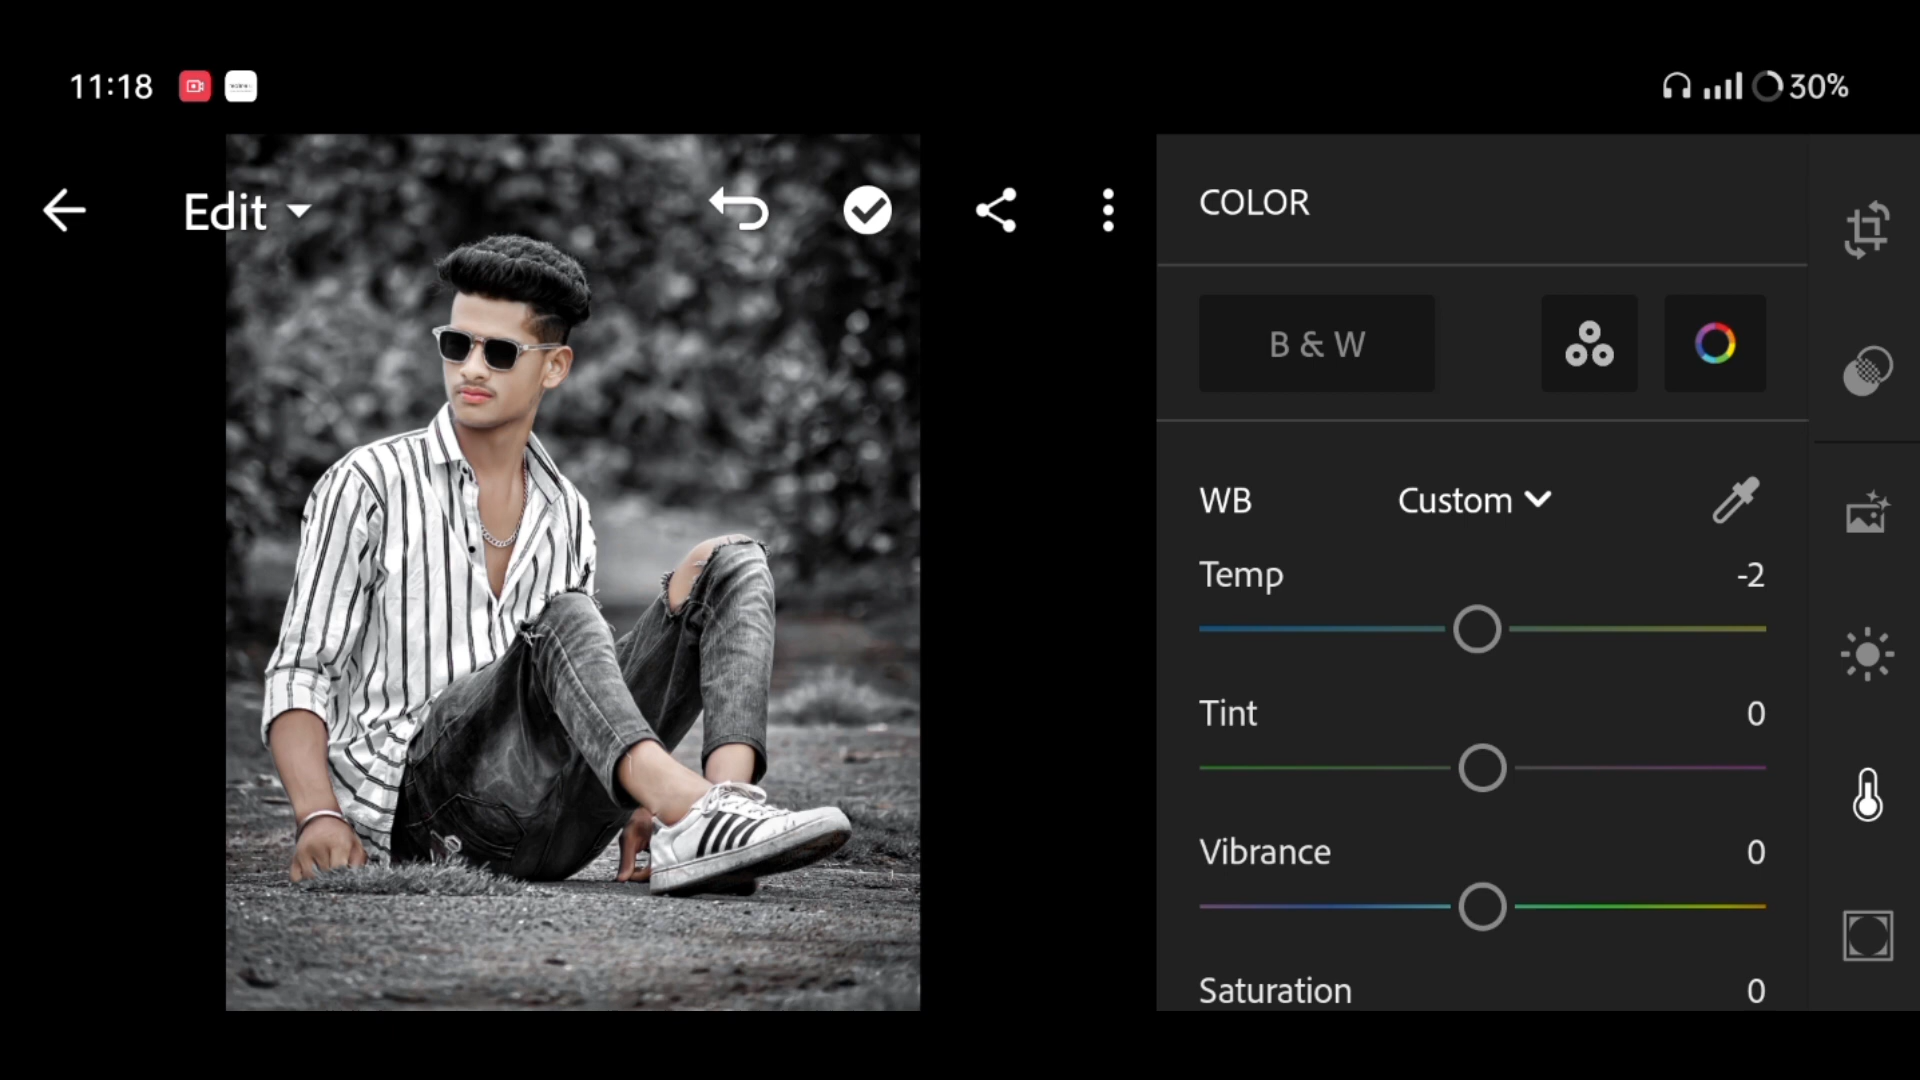 11:18
30%
Edit
COLOR
B & W
WB Custom
Temp -2
Tint 0
Vibrance 0
Saturation 0